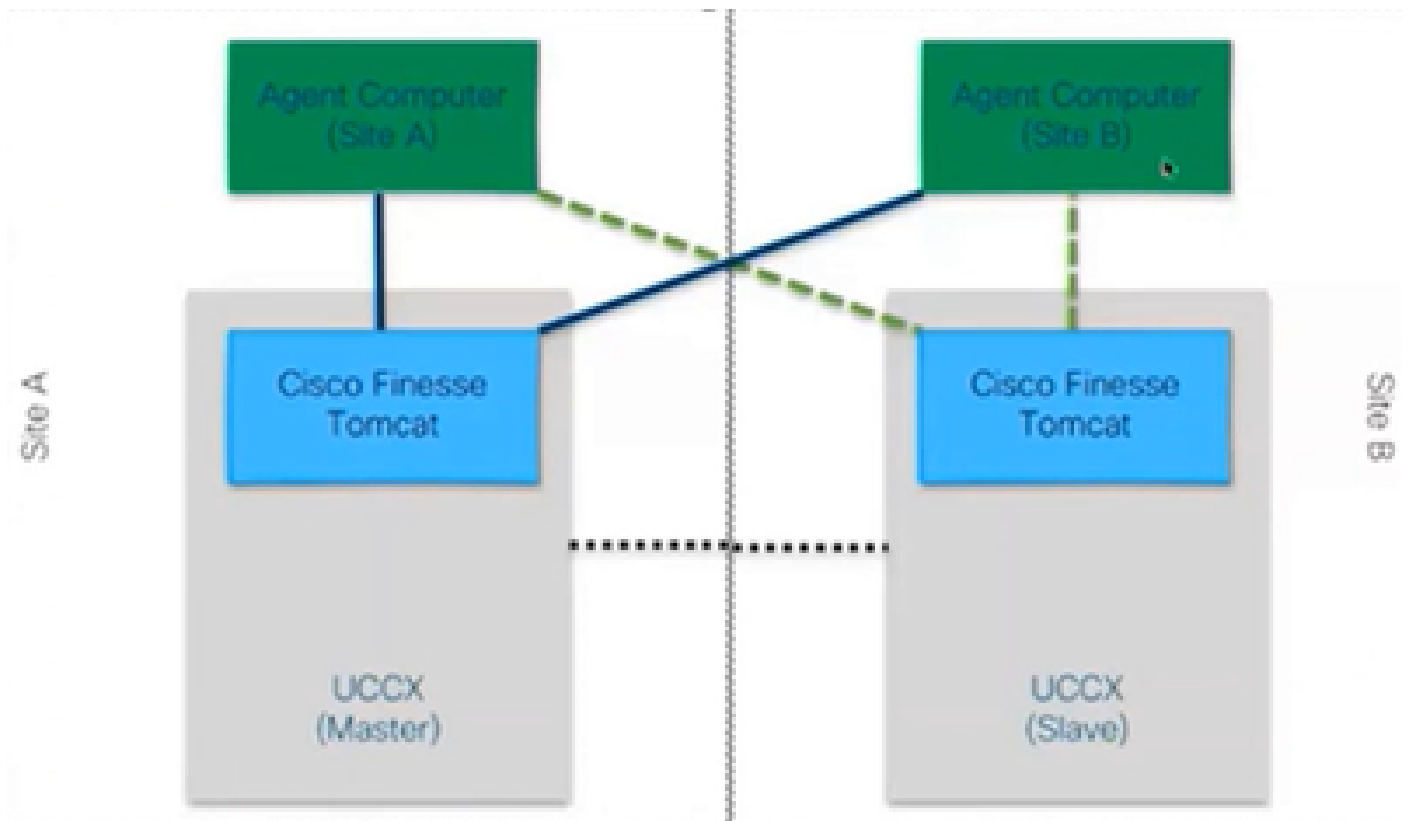 Agent Computer
(Site A)
Agent Computer
(Site B)
Site A
Cisco Finesse
Tomcat
Cisco Finesse
Tomcat
Site B
UCCX
(Master)
UCCX
(Slave)